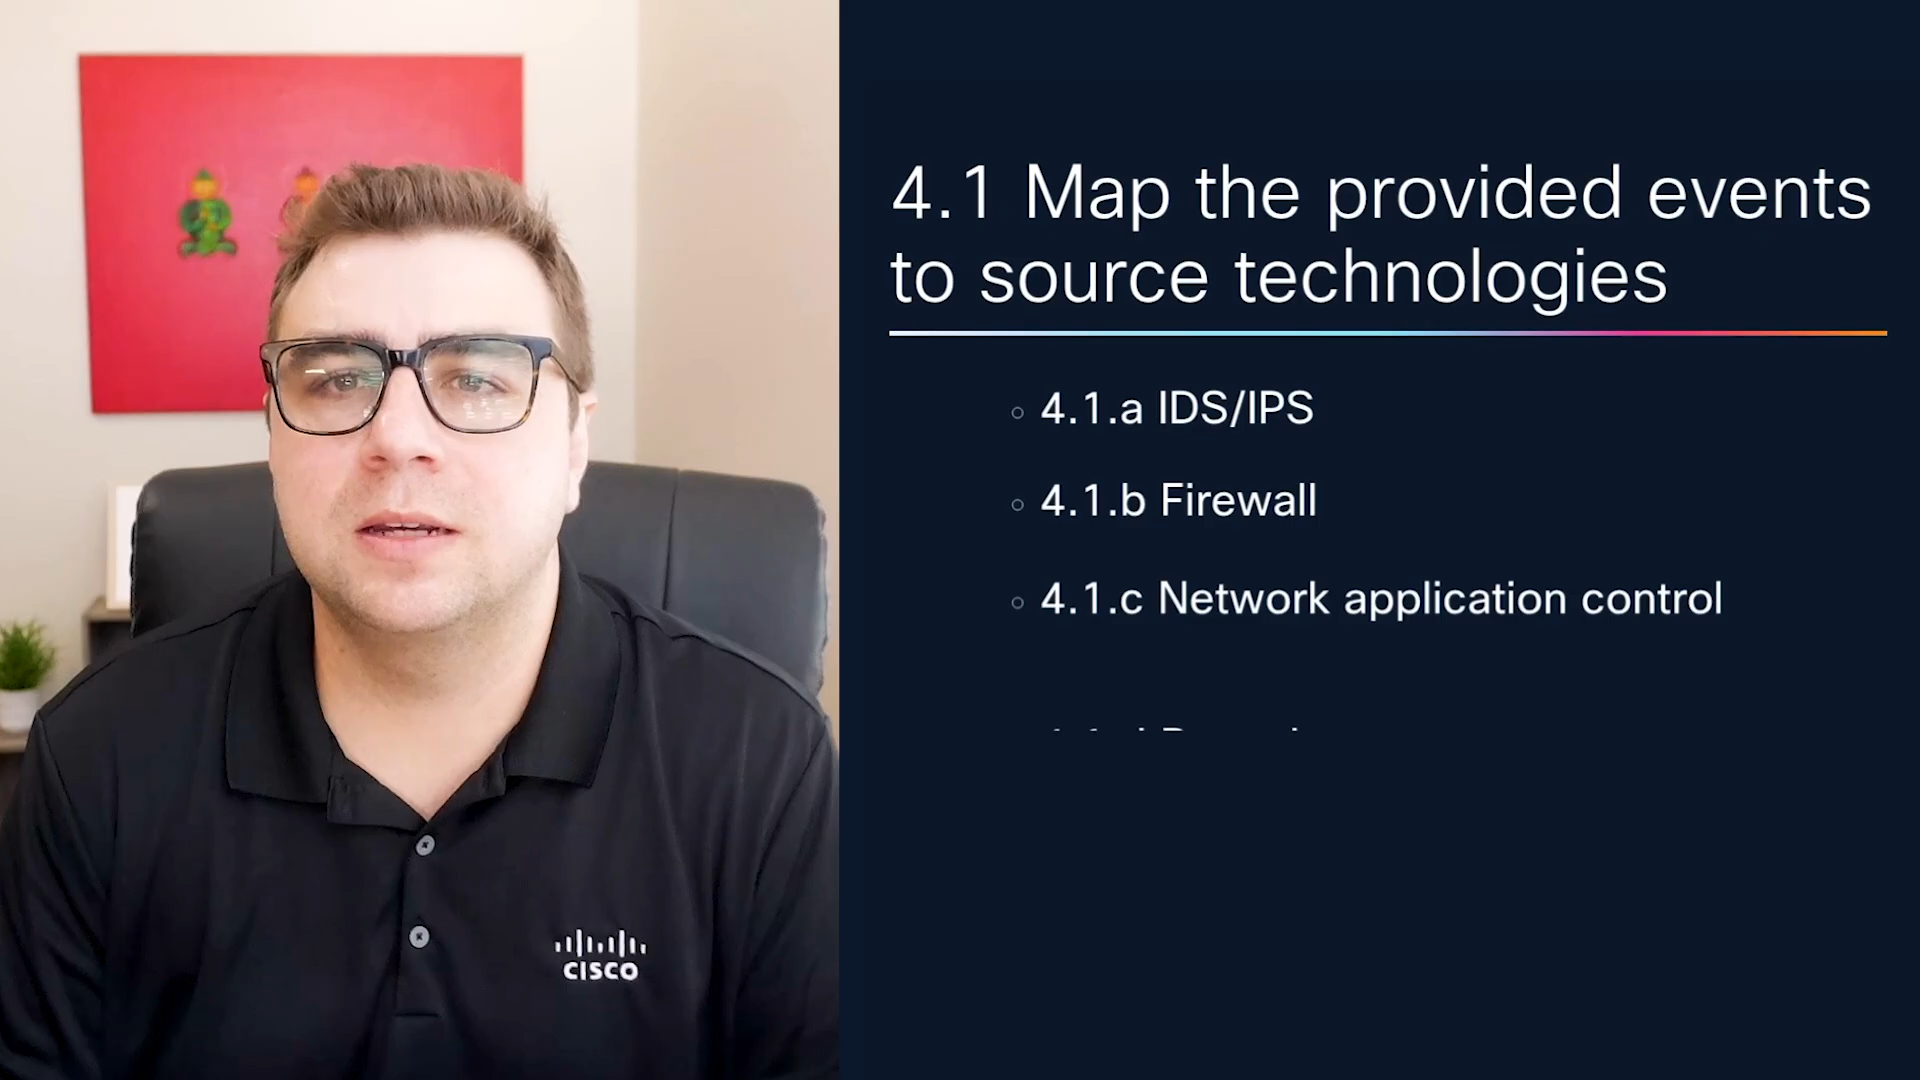 4.1 Map the provided events
to source technologies
4.1.a IDS/IPS
4.1.b Firewall
4.1.c Network application control
CISCO